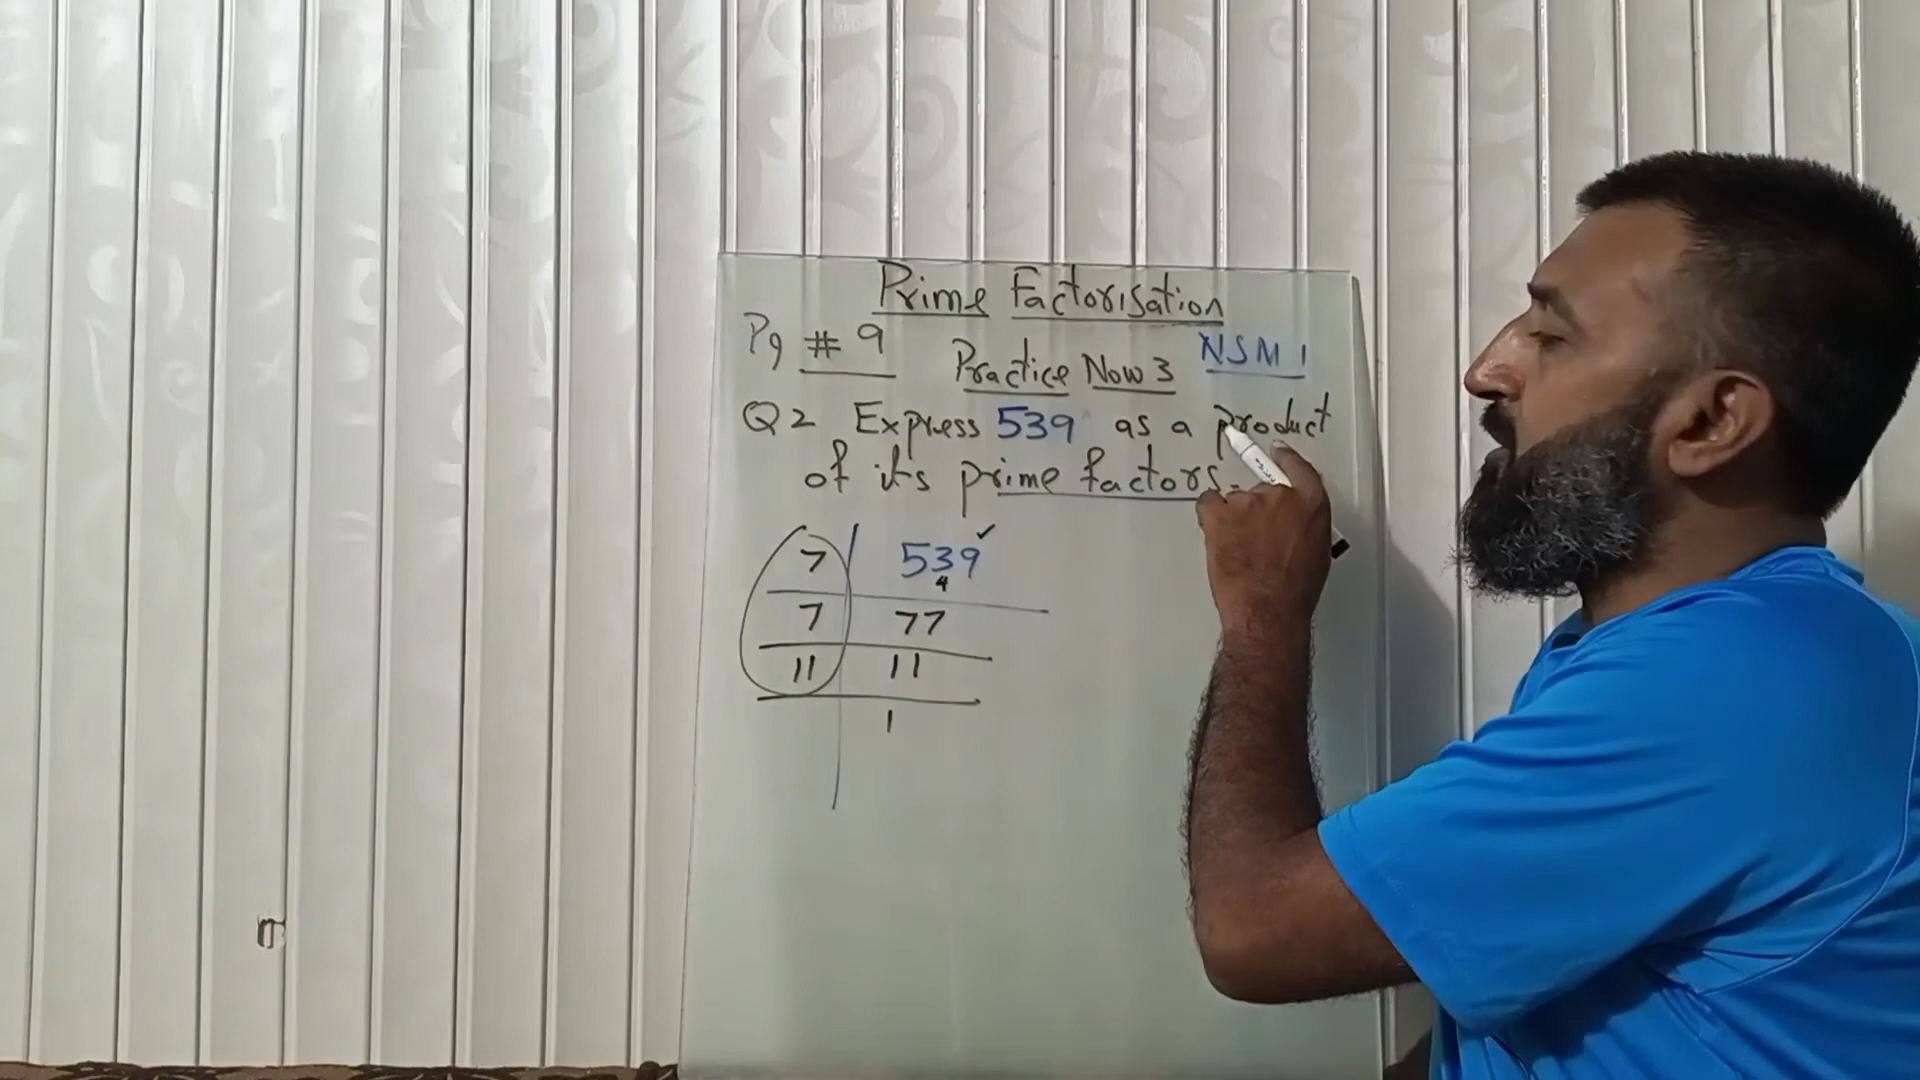 Prime Factorisation
Pg # 9
Practice Now 3
NSM 1
Q2 Express 539 as a product
of its prime factors.
7 539 ✓
4
7 77
11 11
1